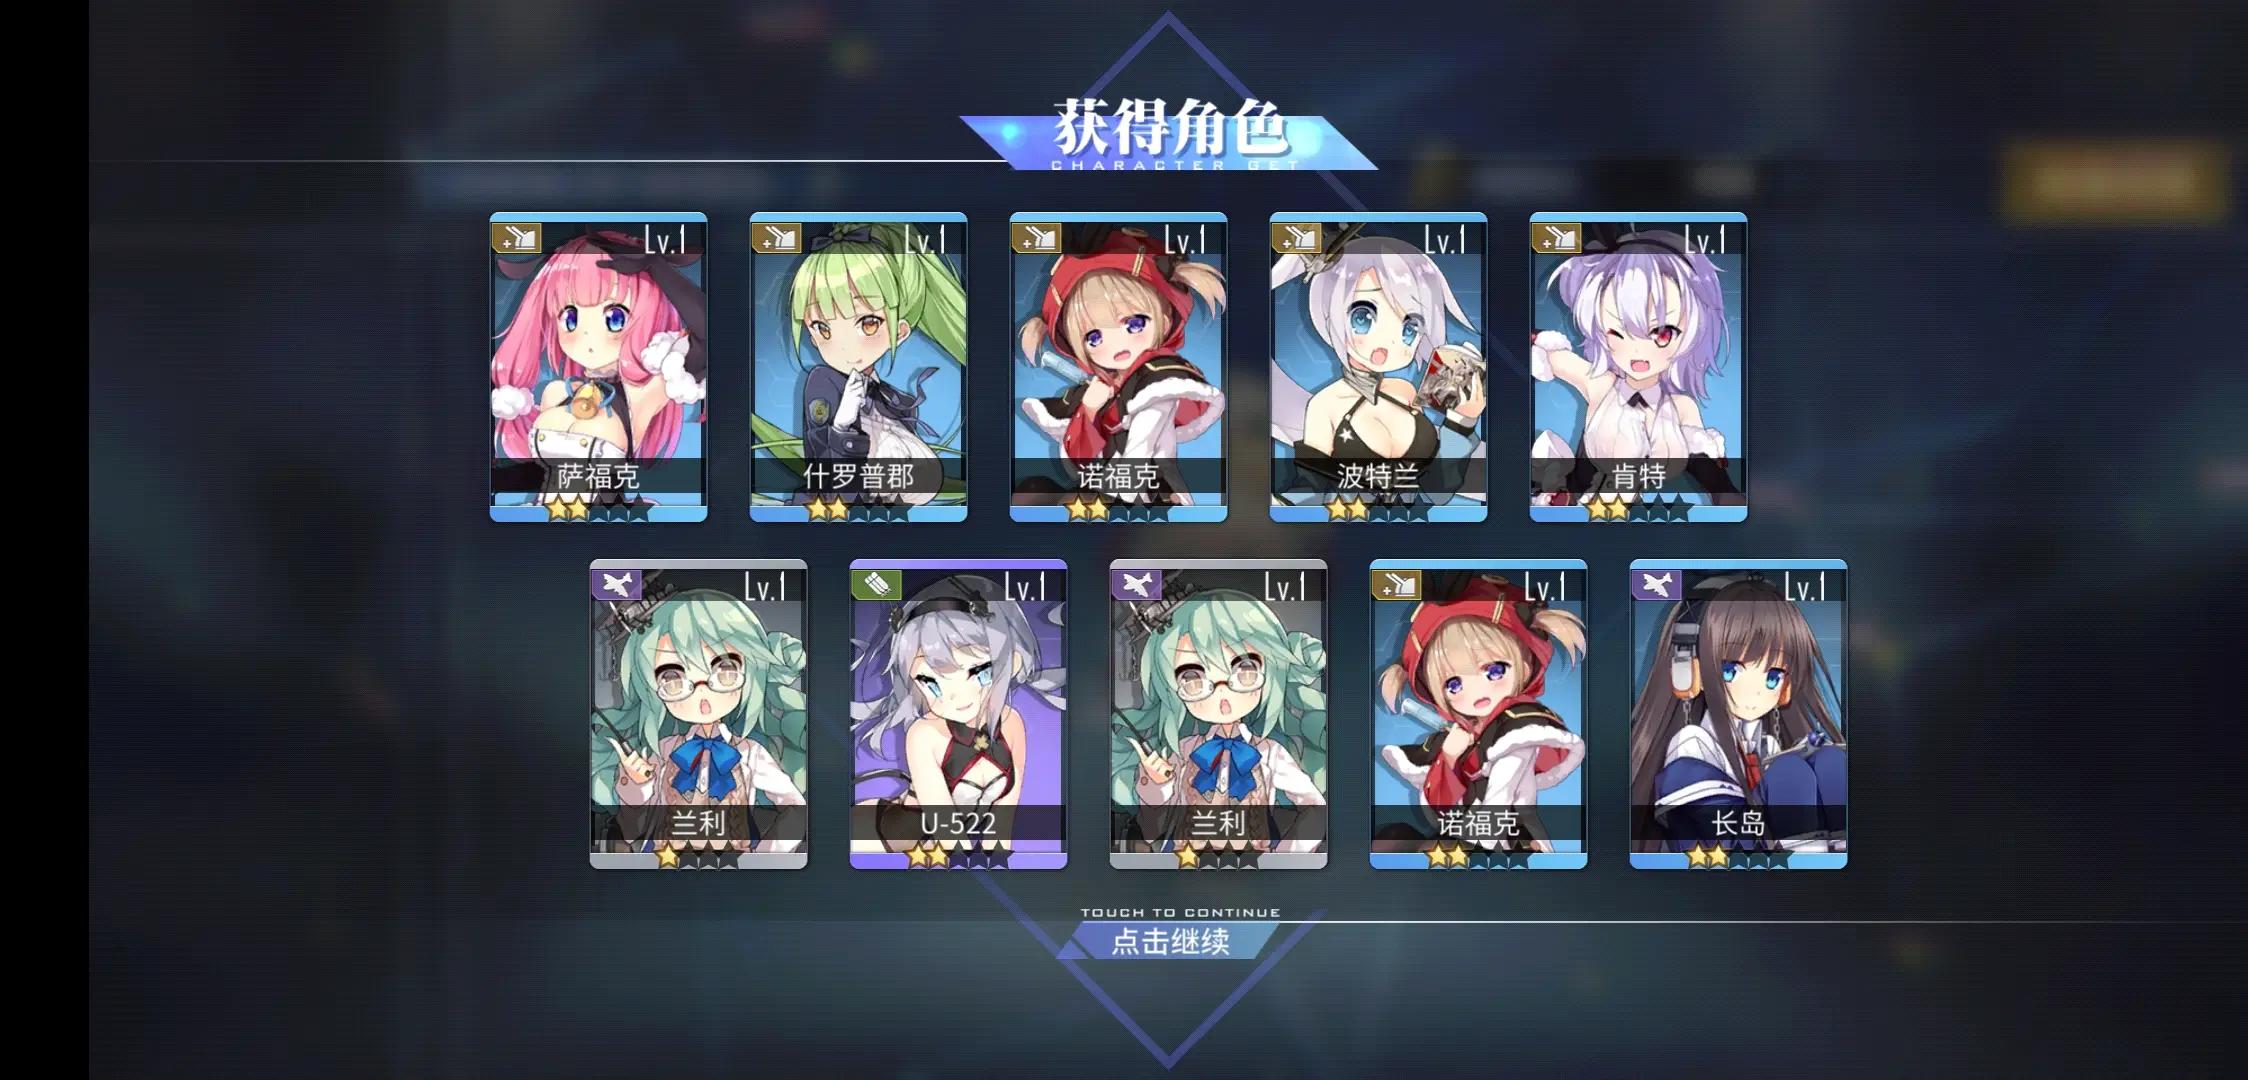 获得角色
CHARACTER GET
Lv.1
Lv.1
Lv.1
Lv.1
Lv.1
萨福克
什罗普郡
诺福克
波特兰
肯特
Lv.1
Lv.1
Lv.1
Lv.1
Lv.1
兰利
U-522
兰利
诺福克
长岛
TOUCH TO CONTINUE
点击继续